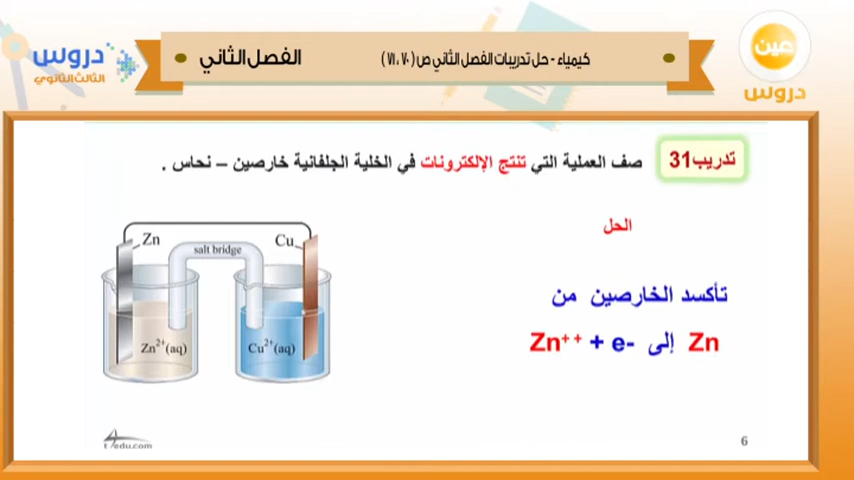 عين
دروس
كيمياء - حل تدريبات الفصل الثاني ص ( ٧٠ ، ٧١ )
الفصل الثاني
دروس
الثالث الثانوي
تدريب31
صف العملية التي تنتج الإلكترونات في الخلية الجلفانية خارصين – نحاس .
الحل
تأكسد الخارصين من
Zn إلى Zn⁺⁺ + e-
Zn
salt bridge
Cu
Zn²⁺(aq)
Cu²⁺(aq)
t4edu.com
6